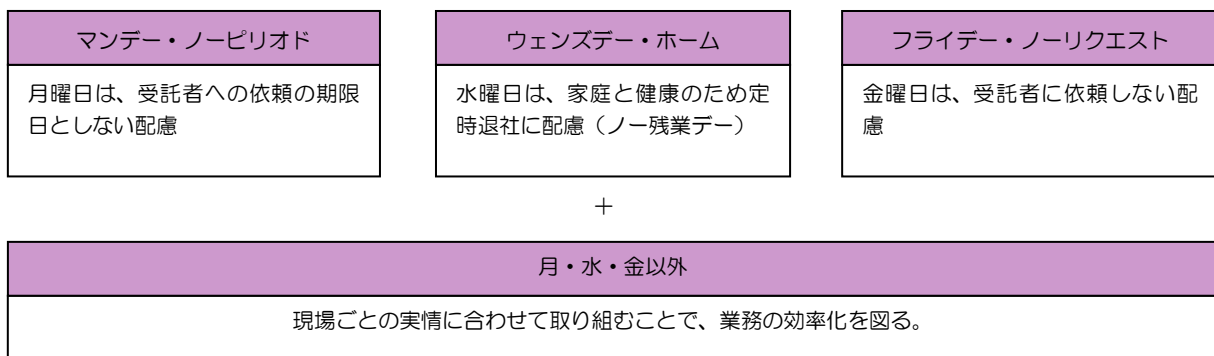 マンデー・ノーピリオド
月曜日は、受託者への依頼の期限
日としない配慮
ウェンズデー・ホーム
水曜日は、家庭と健康のため定
時退社に配慮（ノー残業デー）
フライデー・ノーリクエスト
金曜日は、受託者に依頼しない配
慮
＋
月・水・金以外
現場ごとの実情に合わせて取り組むことで、業務の効率化を図る。